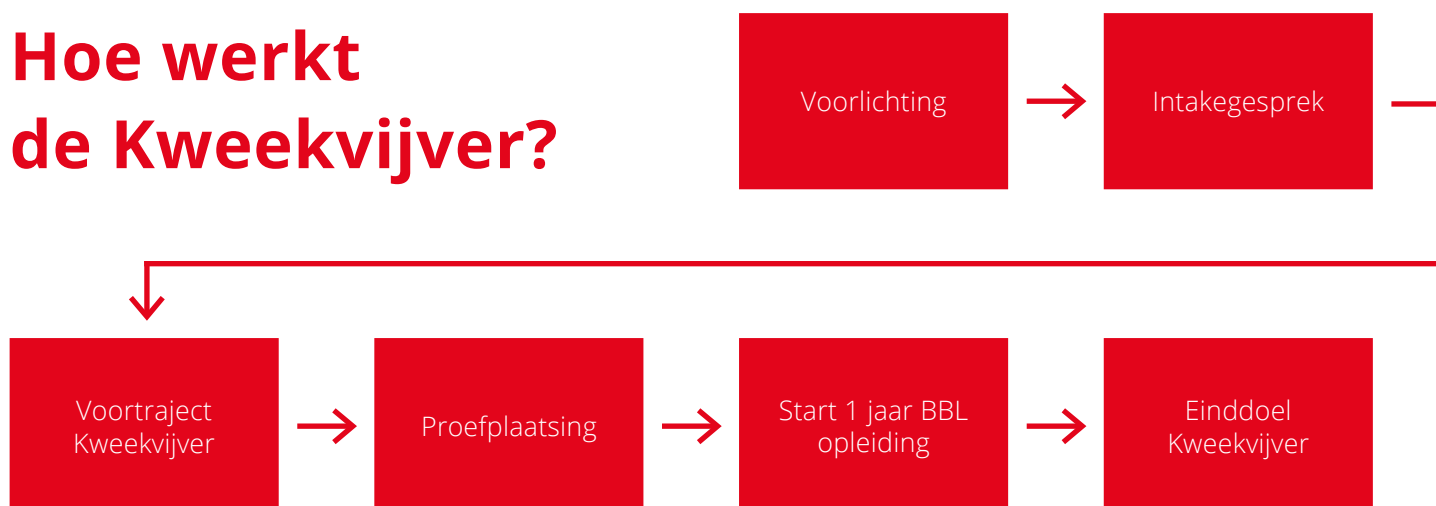 Hoe werkt
de Kweekvijver?
Voorlichting
Intakegesprek
Voortraject
Kweekvijver
Proefplaatsing
Start 1 jaar BBL
opleiding
Einddoel
Kweekvijver